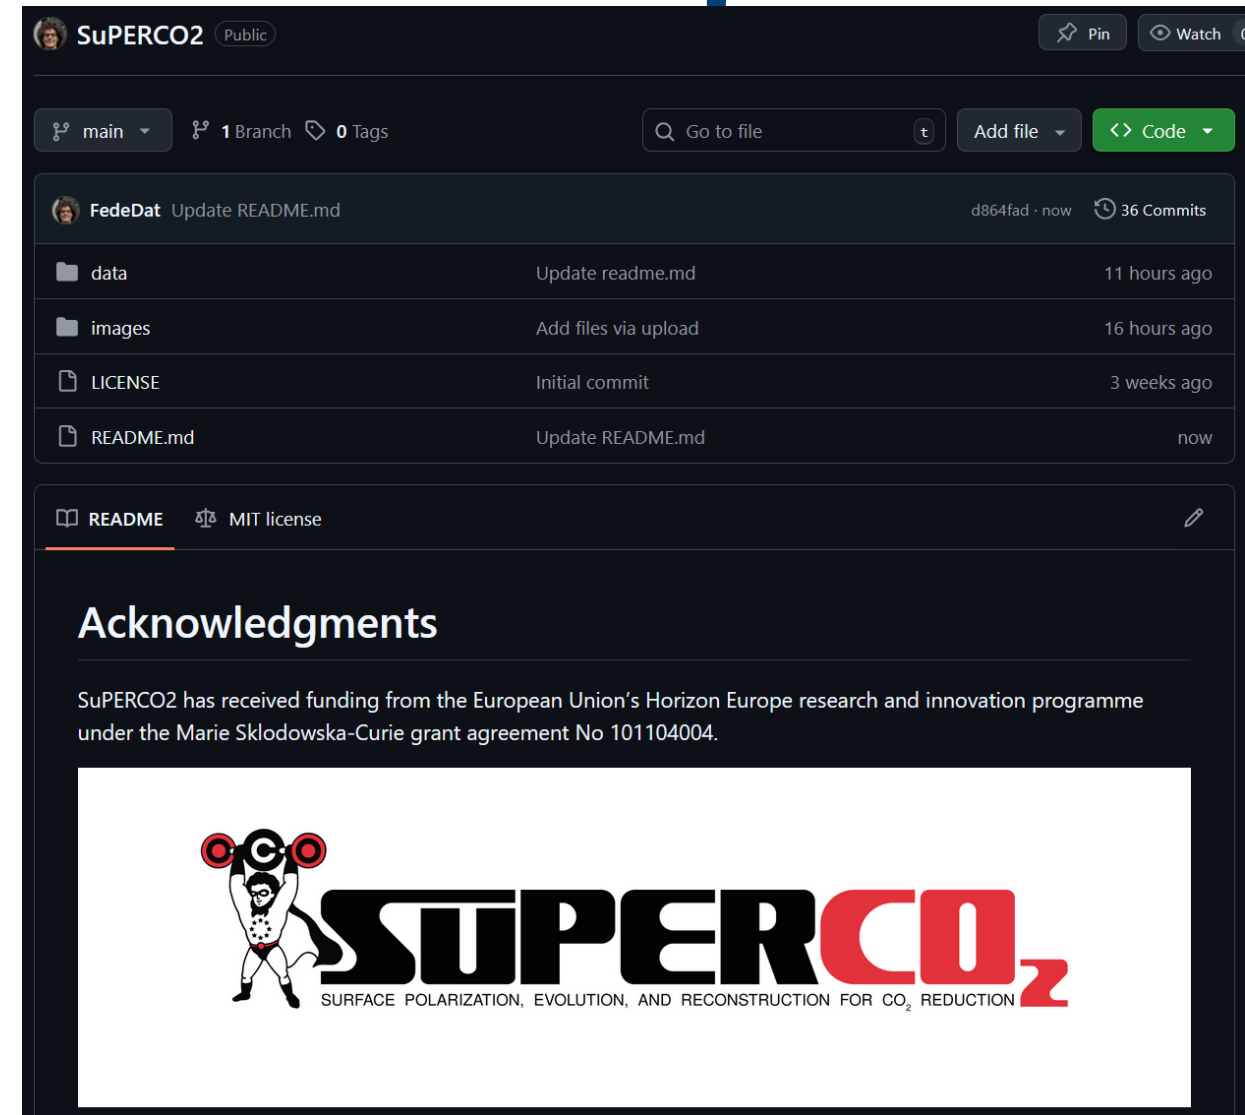 SuPERCO2 Public Pin Watch
main 1 Branch 0 Tags Go to file t Add file Code
FedeDat Update README.md d864fad · now 36 Commits
data Update readme.md 11 hours ago
images Add files via upload 16 hours ago
LICENSE Initial commit 3 weeks ago
README.md Update README.md now
README MIT license
Acknowledgments
SuPERCO2 has received funding from the European Union’s Horizon Europe research and innovation programme
under the Marie Sklodowska-Curie grant agreement No 101104004.
OCO
SuPERCO2
SURFACE POLARIZATION, EVOLUTION, AND RECONSTRUCTION FOR CO2 REDUCTION